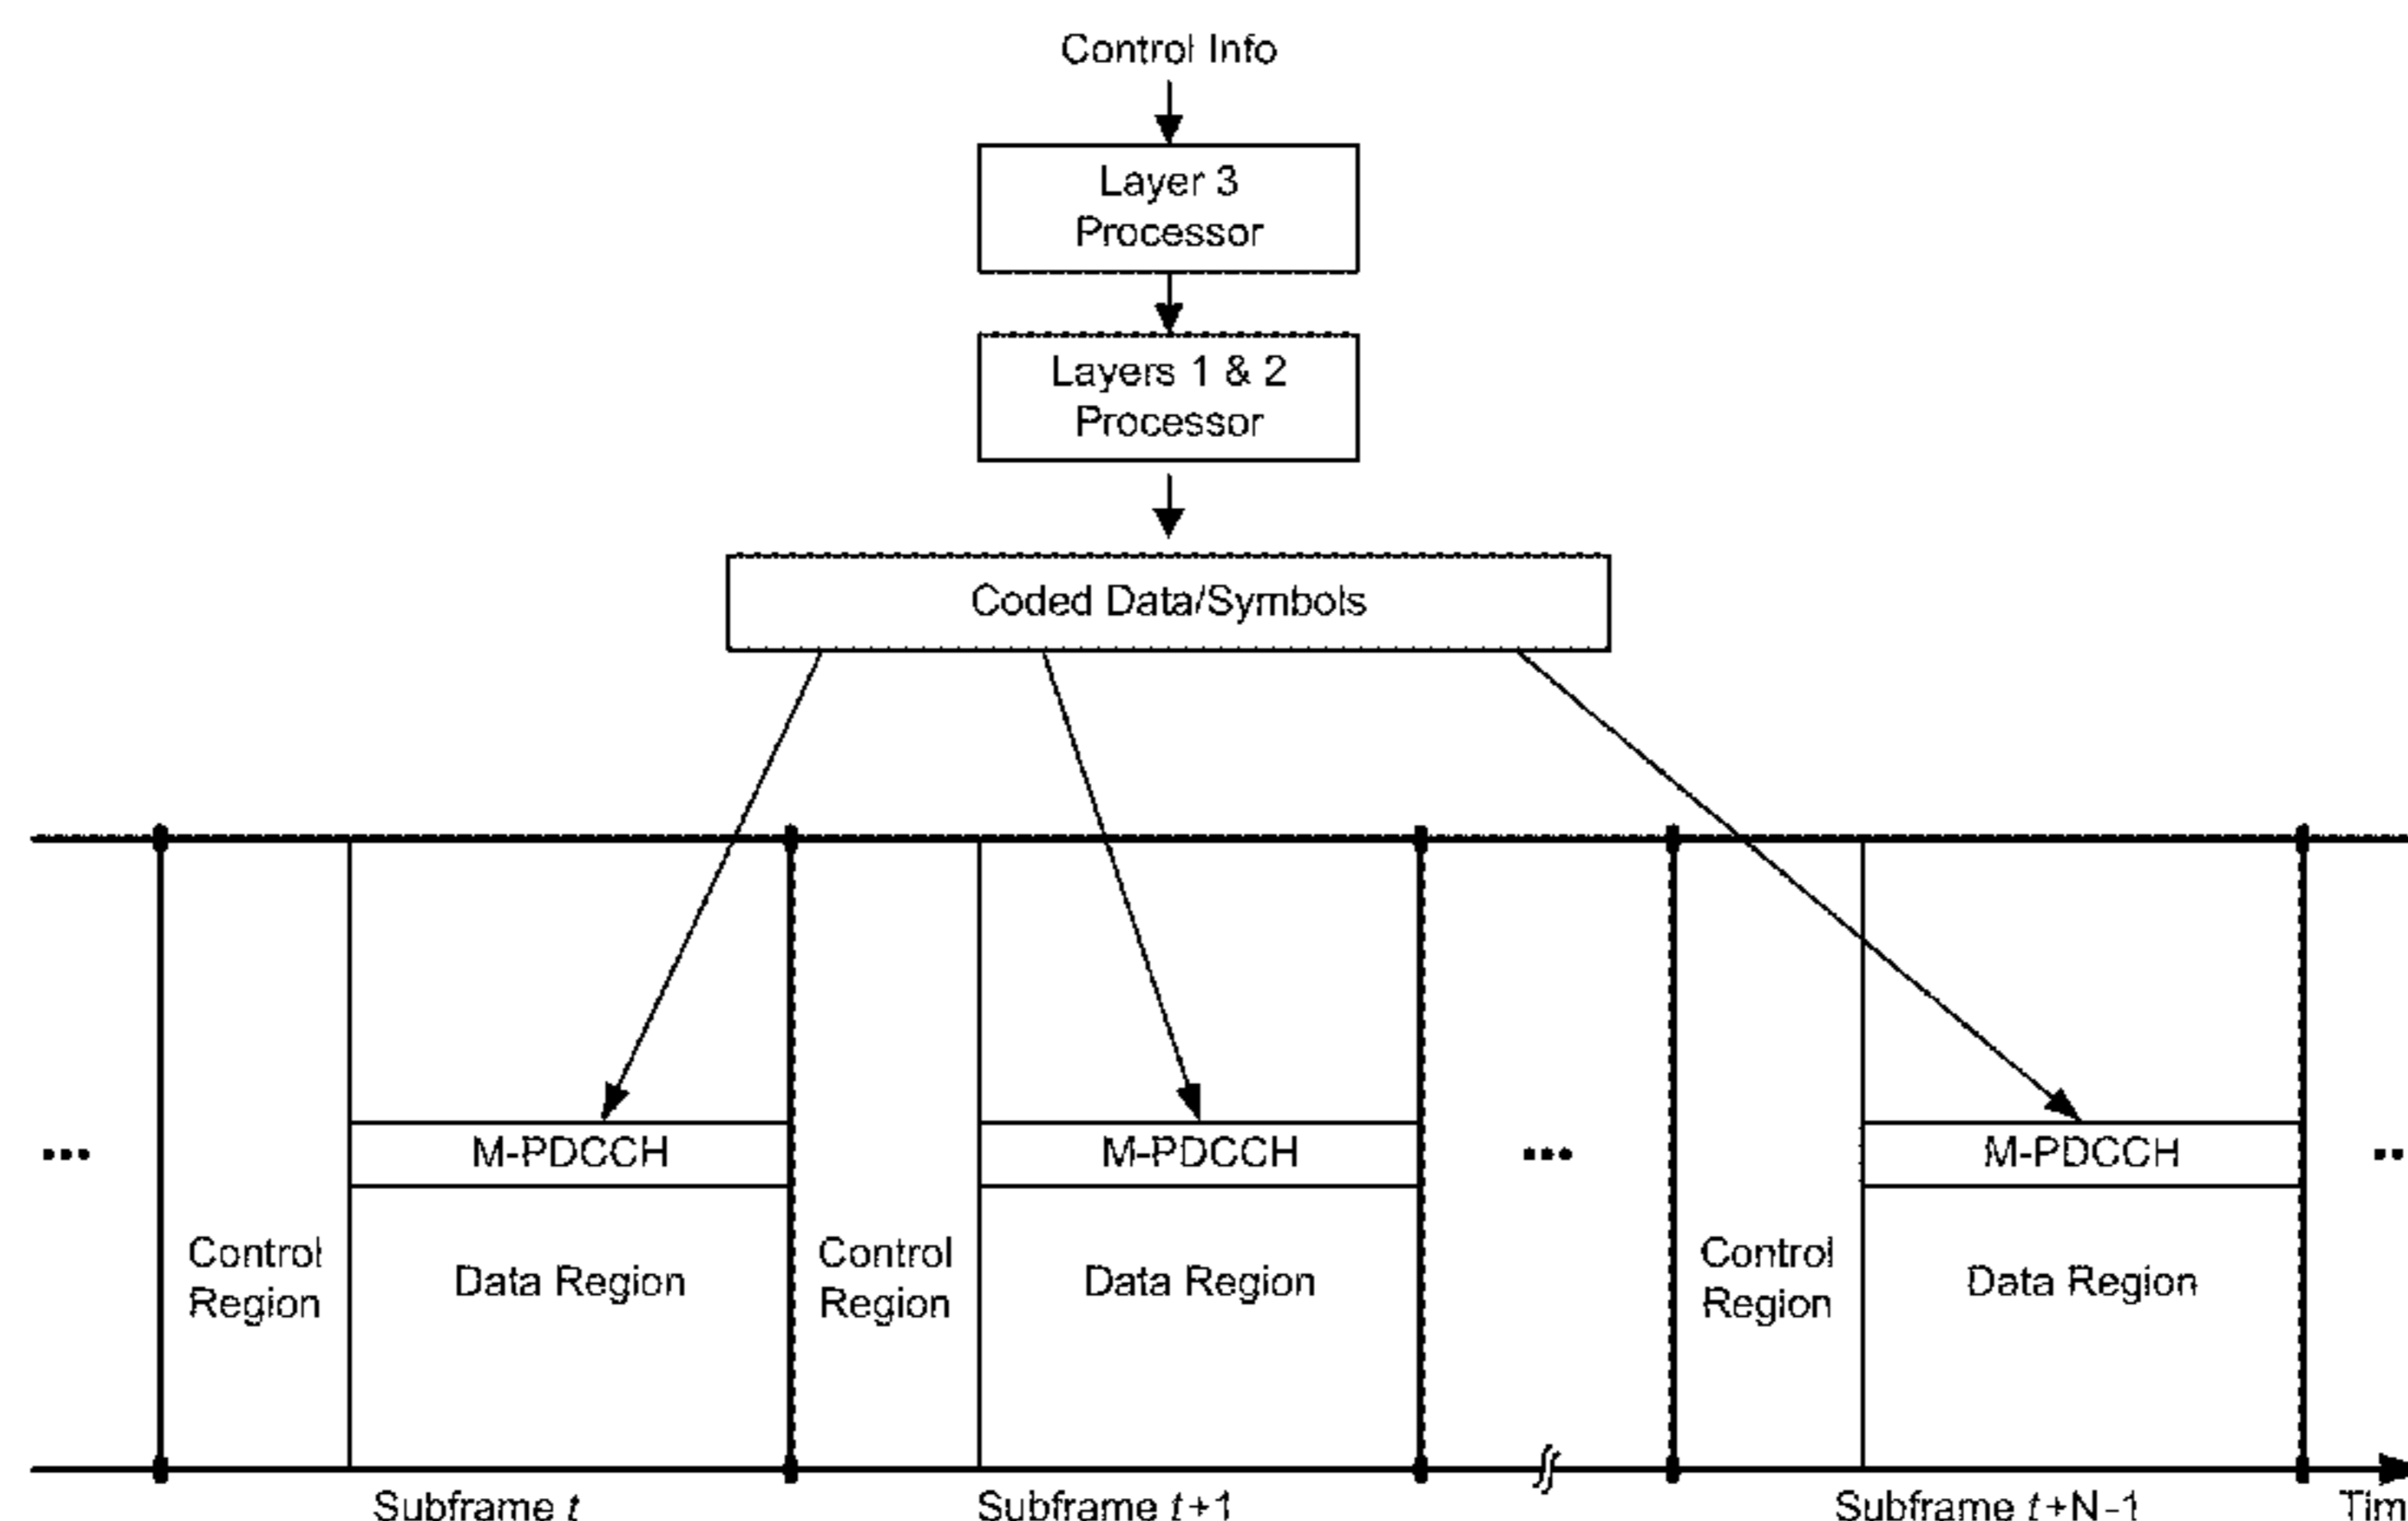 Control Info
Layer 3
Processor
Layers 1 & 2
Processor
Coded Data/Symbols
... M-PDCCH M-PDCCH ... M-PDCCH ..
Control
Region
Data Region
Control
Region
Data Region
Control
Region
Data Region
Subframe t
Subframe t+1
Subframe t+N-1
Tim